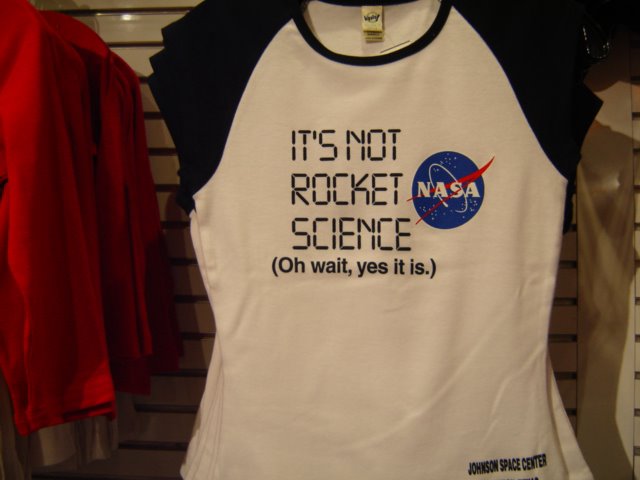 IT'S NOT
ROCKET
SCIENCE
(Oh wait, yes it is.)
NASA
JOHNSON SPACE CENTER